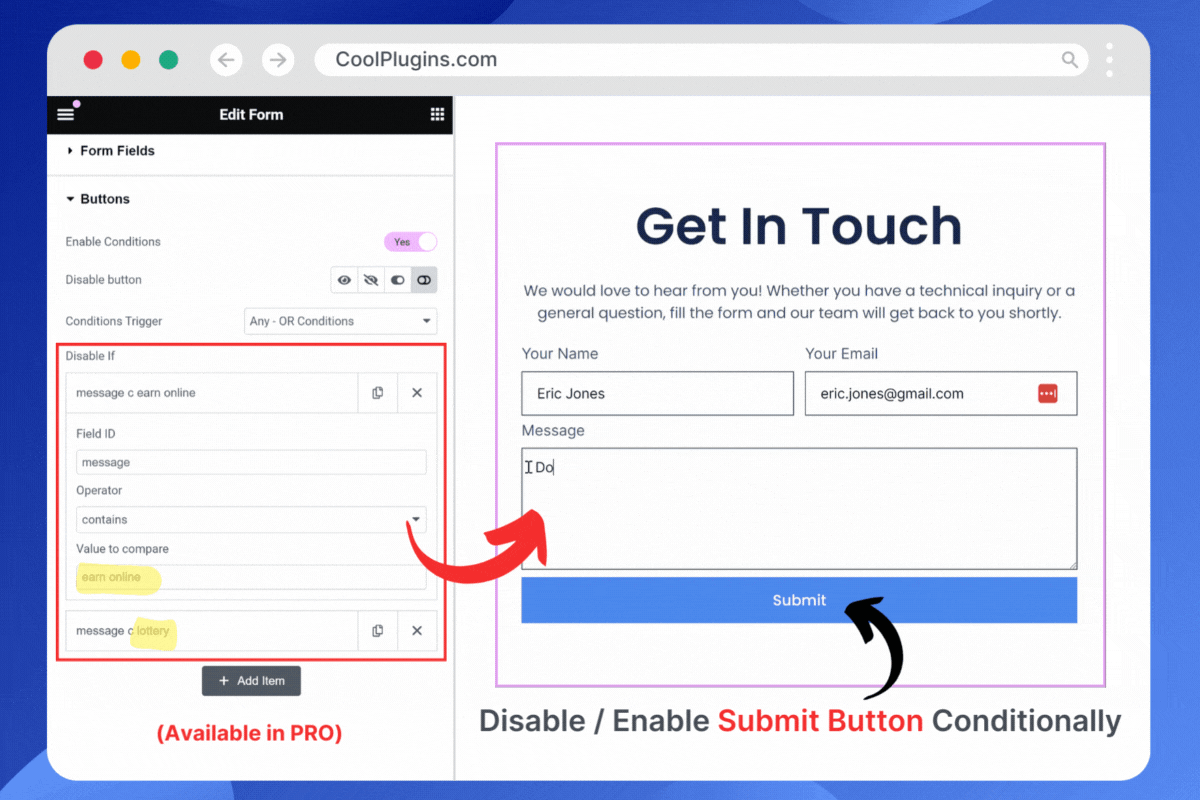 CoolPlugins.com
Edit Form
Form Fields
Buttons
Enable Conditions
Yes
Disable button
Conditions Trigger
Any - OR Conditions
Disable If
message c earn online
Field ID
message
Operator
contains
Value to compare
earn online
message c lottery
+ Add Item
(Available in PRO)
Get In Touch
We would love to hear from you! Whether you have a technical inquiry or a
general question, fill the form and our team will get back to you shortly.
Your Name
Your Email
Eric Jones
eric.jones@gmail.com
Message
Do
Submit
Disable / Enable Submit Button Conditionally